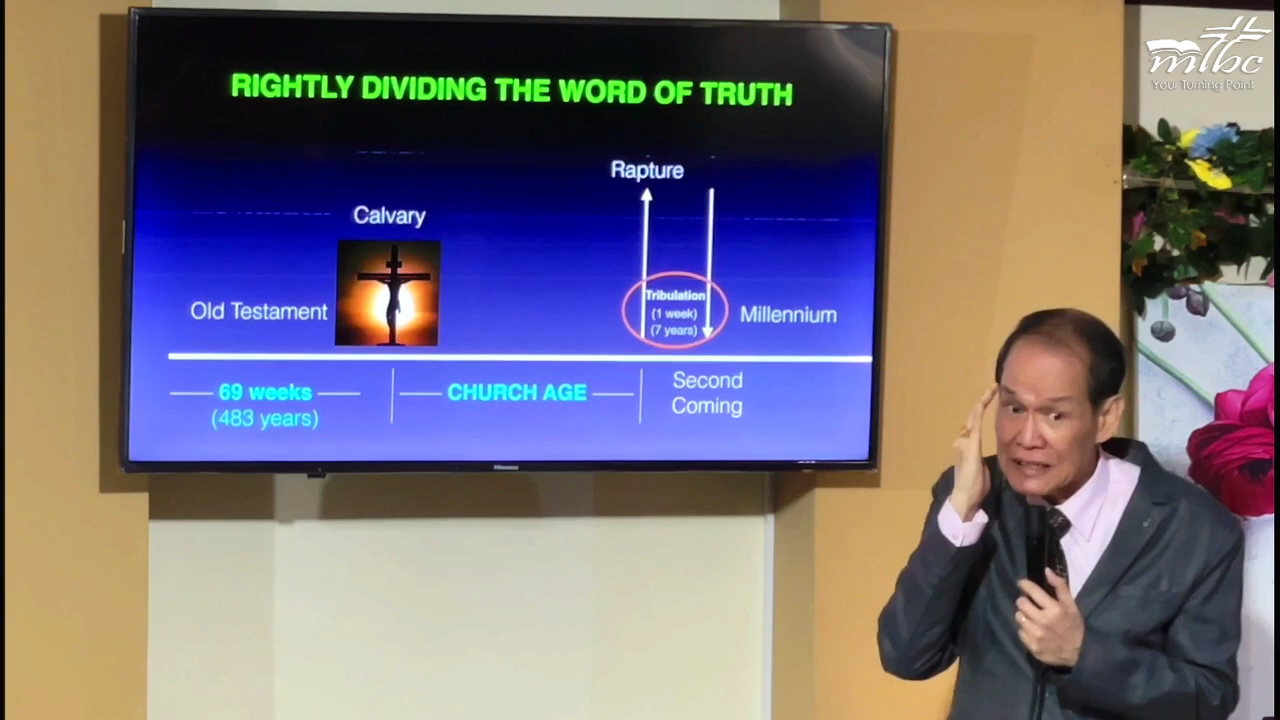 RIGHTLY DIVIDING THE WORD OF TRUTH
Rapture
Calvary
Tribulation
(1 week)
(7 years)
Old Testament
Millennium
69 weeks
(483 years)
CHURCH AGE
Second
Coming
Hisense
mtbc
Your Turning Point